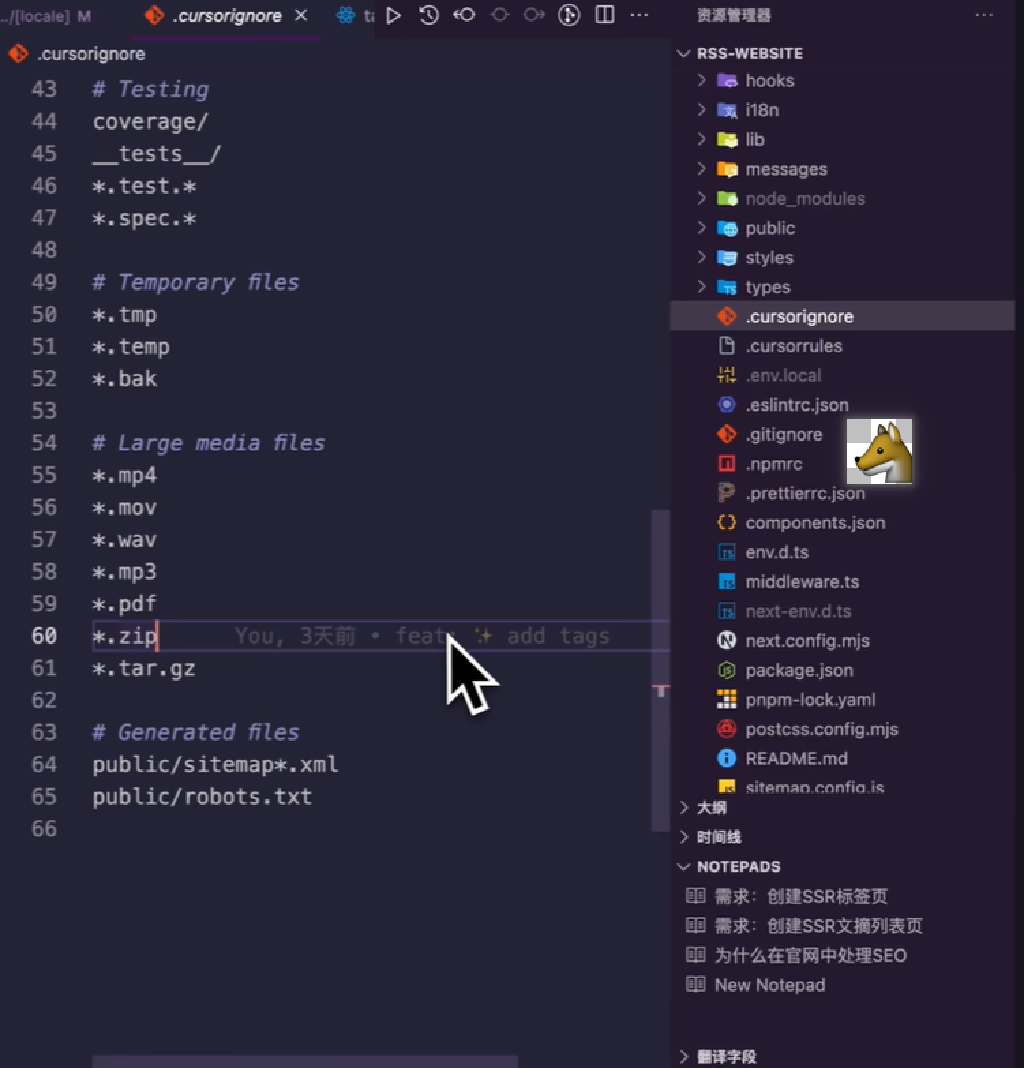 ../[locale] M
.cursorignore
.cursorignore
43 # Testing
44 coverage/
45 __tests__/
46 *.test.*
47 *.spec.*
48
49 # Temporary files
50 *.tmp
51 *.temp
52 *.bak
53
54 # Large media files
55 *.mp4
56 *.mov
57 *.wav
58 *.mp3
59 *.pdf
60 *.zip You, 3天前 • feat: ✨ add tags
61 *.tar.gz
62
63 # Generated files
64 public/sitemap*.xml
65 public/robots.txt
66
资源管理器
RSS-WEBSITE
hooks
i18n
lib
messages
node_modules
public
styles
types
.cursorignore
.cursorrules
.env.local
.eslintrc.json
.gitignore
.npmrc
.prettierrc.json
components.json
env.d.ts
middleware.ts
next-env.d.ts
next.config.mjs
package.json
pnpm-lock.yaml
postcss.config.mjs
README.md
sitemap.config.js
大纲
时间线
NOTEPADS
需求：创建SSR标签页
需求：创建SSR文摘列表页
为什么在官网中处理SEO
New Notepad
翻译字段